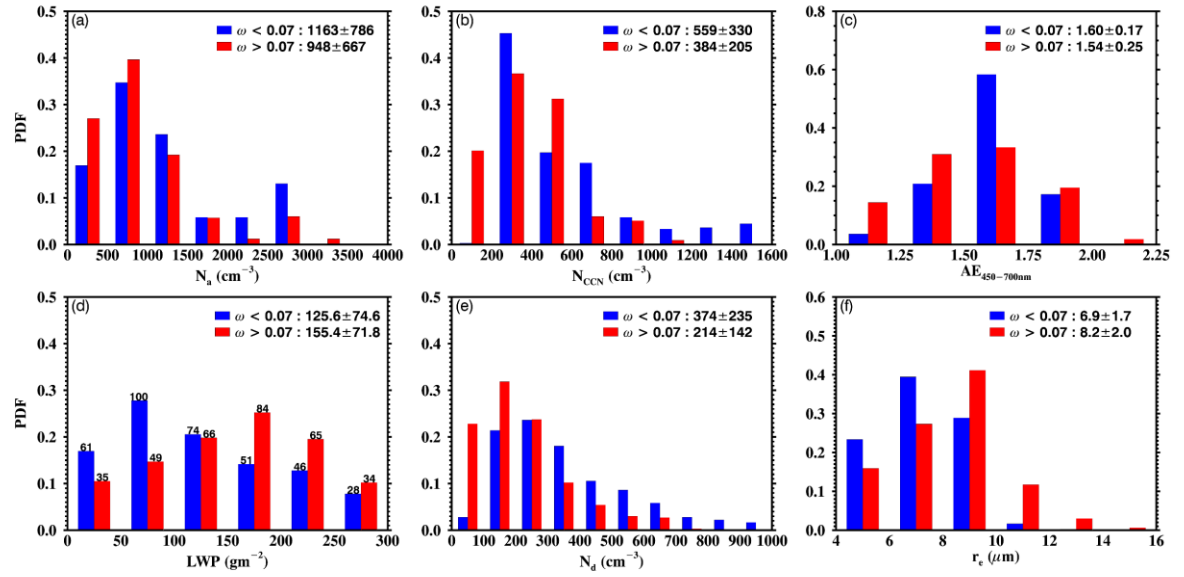 (a)
ω < 0.07 : 1163±786
ω > 0.07 : 948±667
PDF
0.5
0.4
0.3
0.2
0.1
0.0
0 500 1000 1500 2000 2500 3000 3500 4000
Nₐ (cm⁻³)
(b)
ω < 0.07 : 559±330
ω > 0.07 : 384±205
0.5
0.4
0.3
0.2
0.1
0.0
0 200 400 600 800 1000 1200 1400 1600
N_CCN (cm⁻³)
(c)
ω < 0.07 : 1.60±0.17
ω > 0.07 : 1.54±0.25
0.8
0.6
0.4
0.2
0.0
1.00 1.25 1.50 1.75 2.00 2.25
AE₄₅₀₋₇₀₀ₙₘ
(d)
ω < 0.07 : 125.6±74.6
ω > 0.07 : 155.4±71.8
PDF
0.5
0.4
0.3
0.2
0.1
0.0
61 35 100 49 74 66 51 84 46 65 28 34
0 50 100 150 200 250 300
LWP (gm⁻²)
(e)
ω < 0.07 : 374±235
ω > 0.07 : 214±142
0.5
0.4
0.3
0.2
0.1
0.0
0 100 200 300 400 500 600 700 800 900 1000
N_d (cm⁻³)
(f)
ω < 0.07 : 6.9±1.7
ω > 0.07 : 8.2±2.0
0.6
0.5
0.4
0.3
0.2
0.1
0.0
4 6 8 10 12 14 16
rₑ (μm)